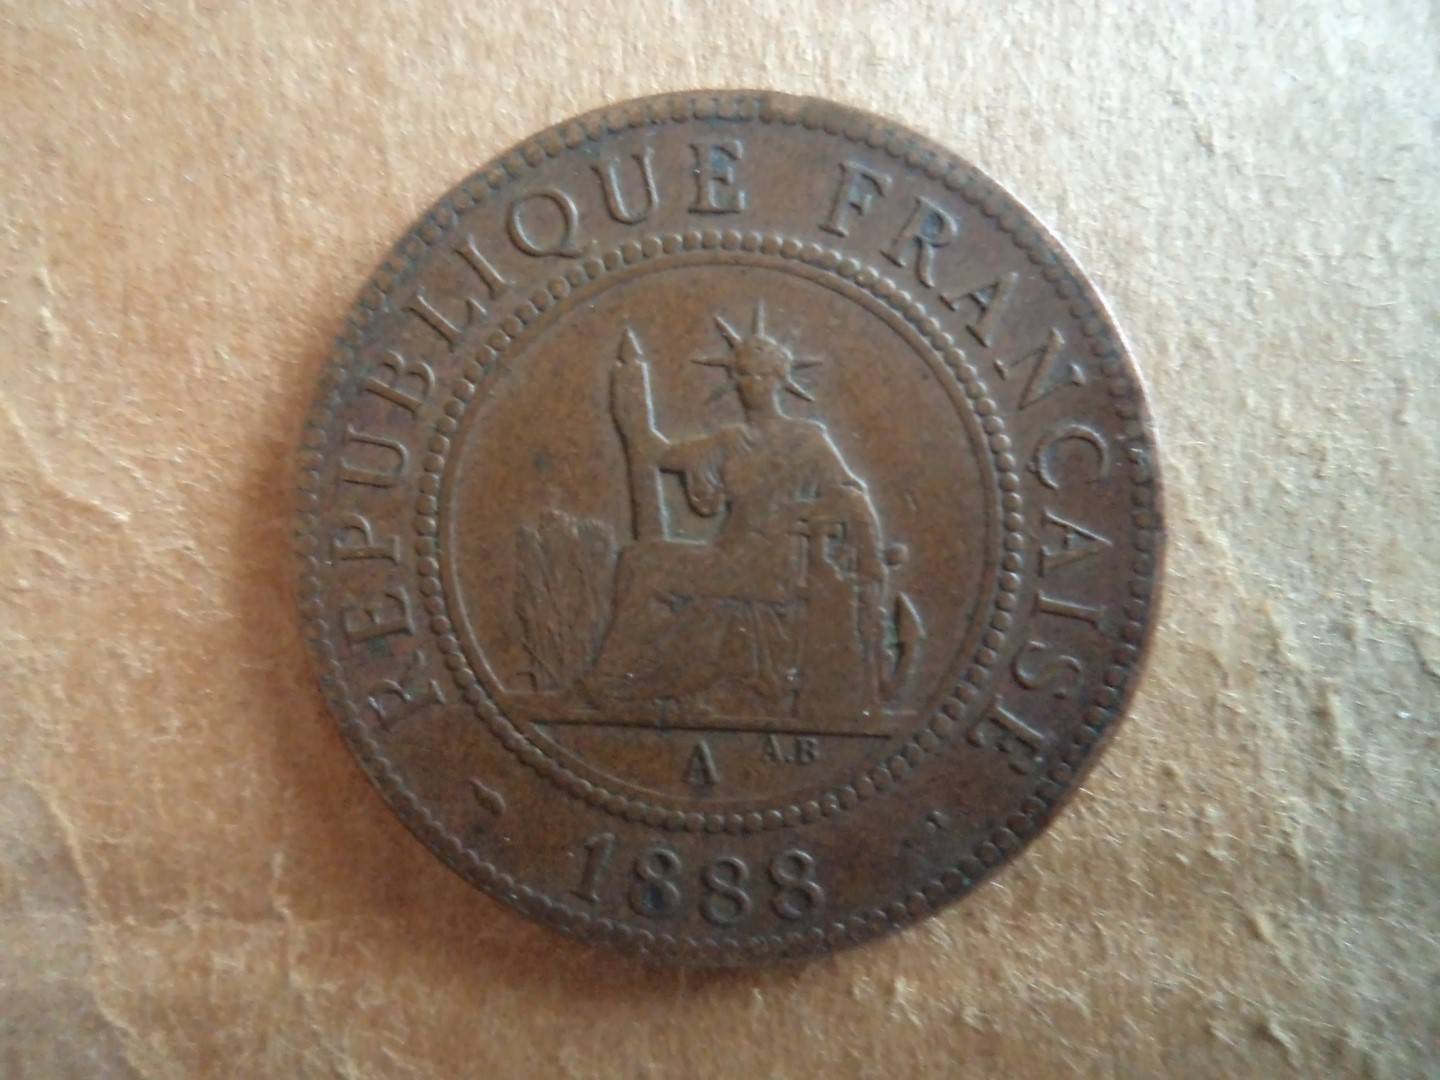 REPUBLIQUE FRANÇAISE
A A.B
1888